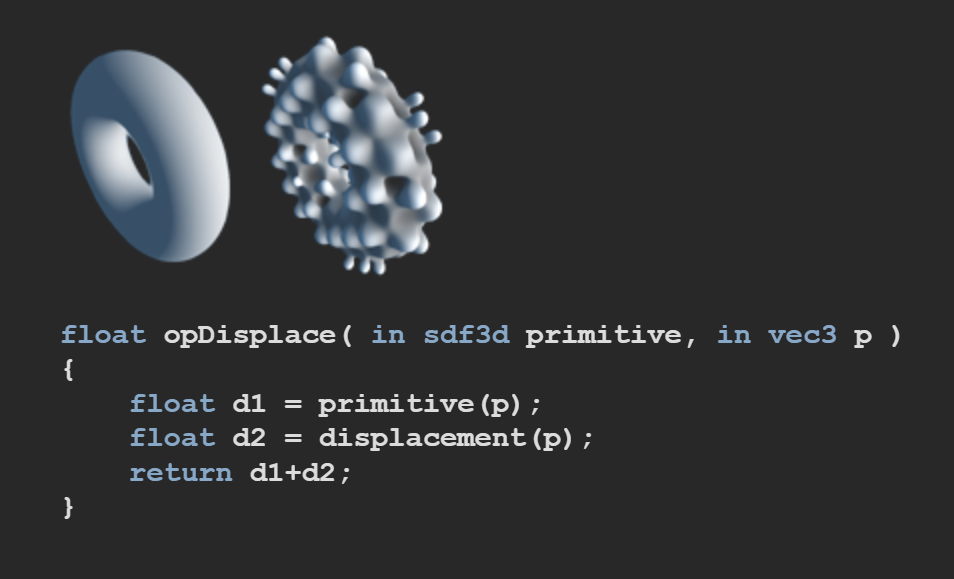 float opDisplace( in sdf3d primitive, in vec3 p )
{
    float d1 = primitive(p);
    float d2 = displacement(p);
    return d1+d2;
}